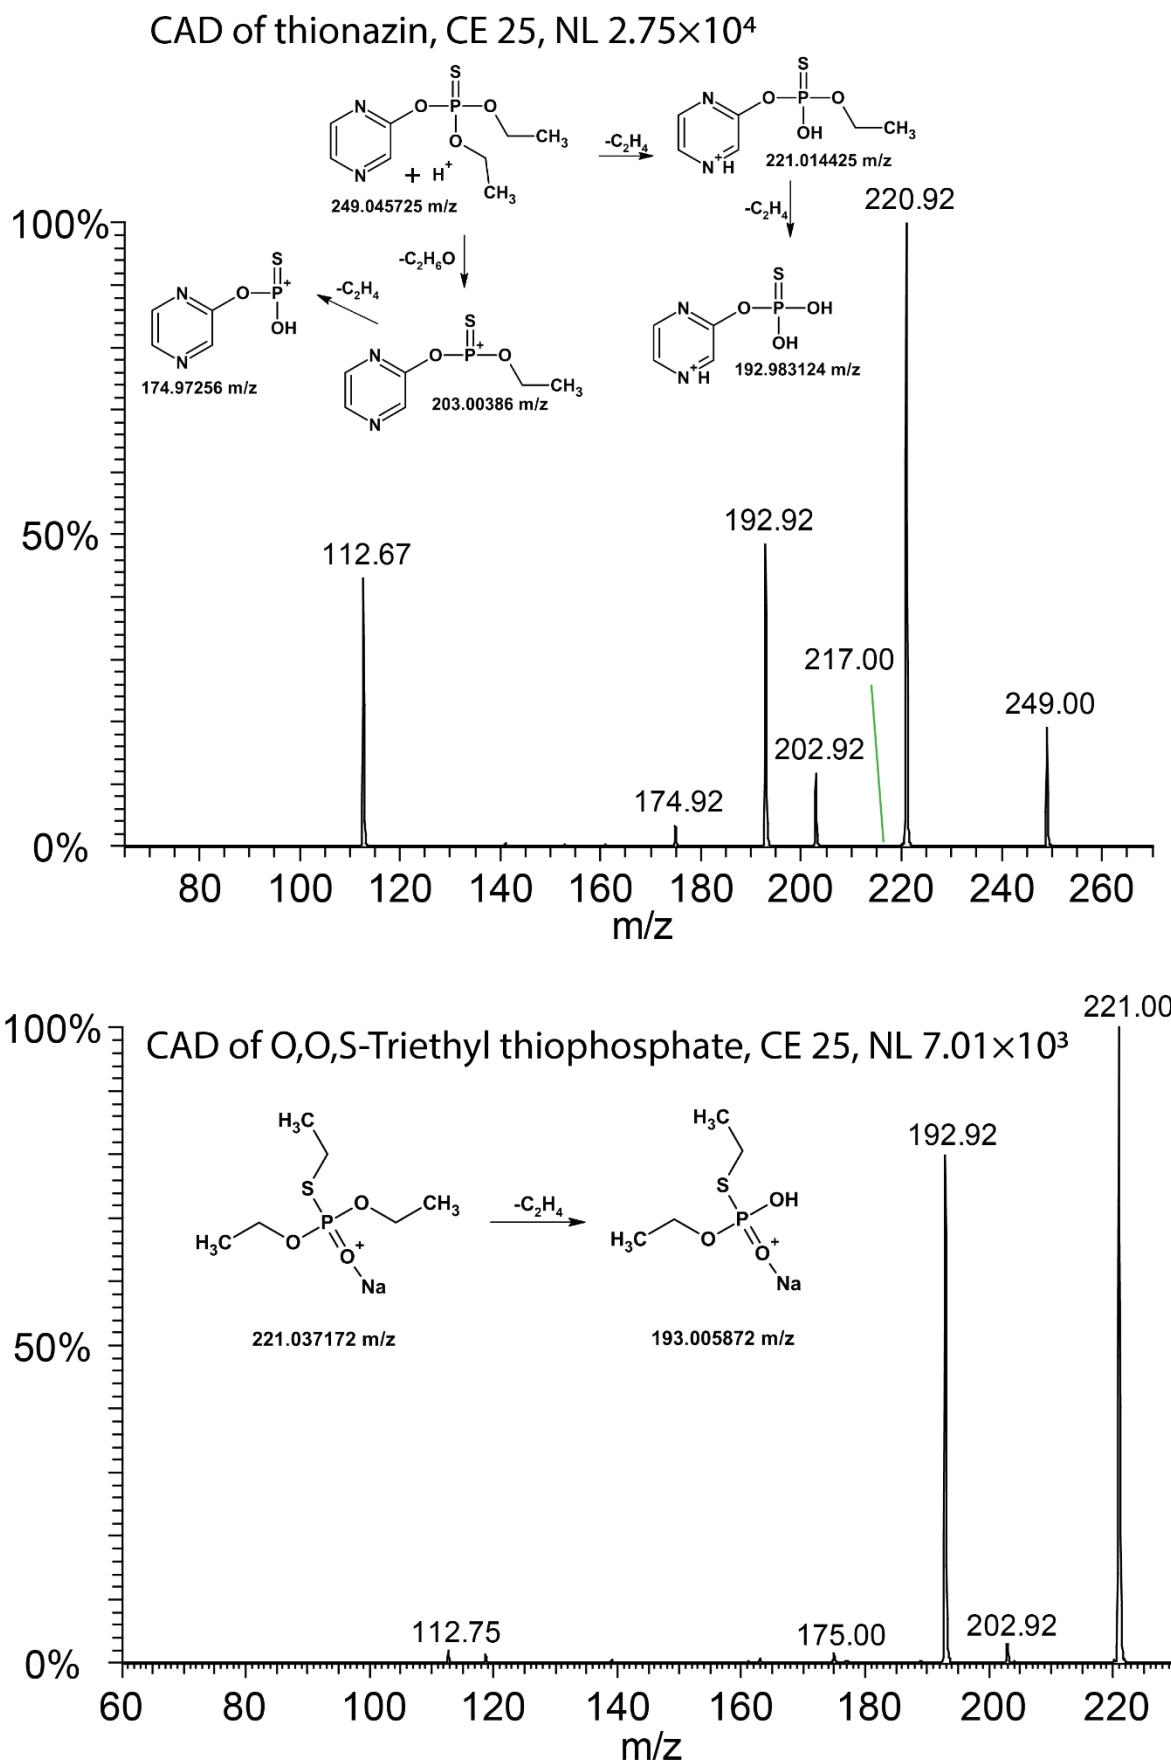 CAD of thionazin, CE 25, NL 2.75×10⁴
N
N
O
S
P
O
O
CH₃
CH₃
+ H⁺
249.045725 m/z
-C₂H₄
N
N⁺H
O
S
P
OH
O
CH₃
221.014425 m/z
-C₂H₄
-C₂H₆O
-C₂H₄
N
N
O
S
P⁺
OH
174.97256 m/z
N
N
O
S
P⁺
O
CH₃
203.00386 m/z
N
N⁺H
O
S
P
OH
OH
192.983124 m/z
100%
50%
0%
220.92
192.92
112.67
217.00
249.00
202.92
174.92
80 100 120 140 160 180 200 220 240 260
m/z
221.00
100%
CAD of O,O,S-Triethyl thiophosphate, CE 25, NL 7.01×10³
192.92
H₃C
S
P
O
CH₃
H₃C
O
O⁺
Na
221.037172 m/z
-C₂H₄
H₃C
S
P
OH
H₃C
O
O⁺
Na
193.005872 m/z
50%
112.75
175.00
202.92
0%
60 80 100 120 140 160 180 200 220
m/z